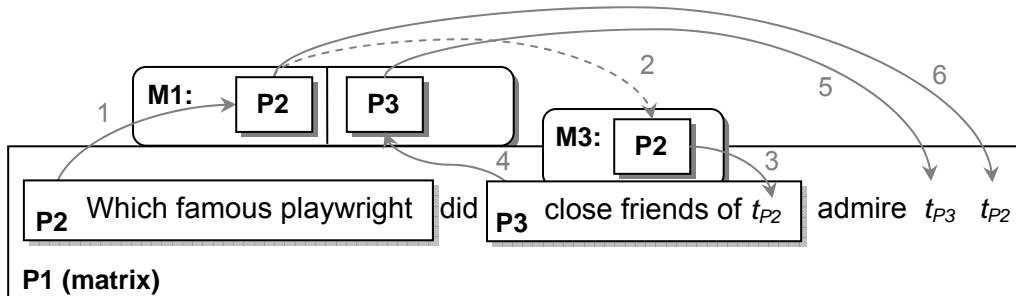 6
2
M1: P2 P3 5
1
M3: P2
4 3
P2 Which famous playwright did P3 close friends of tP2 admire tP3 tP2
P1 (matrix)